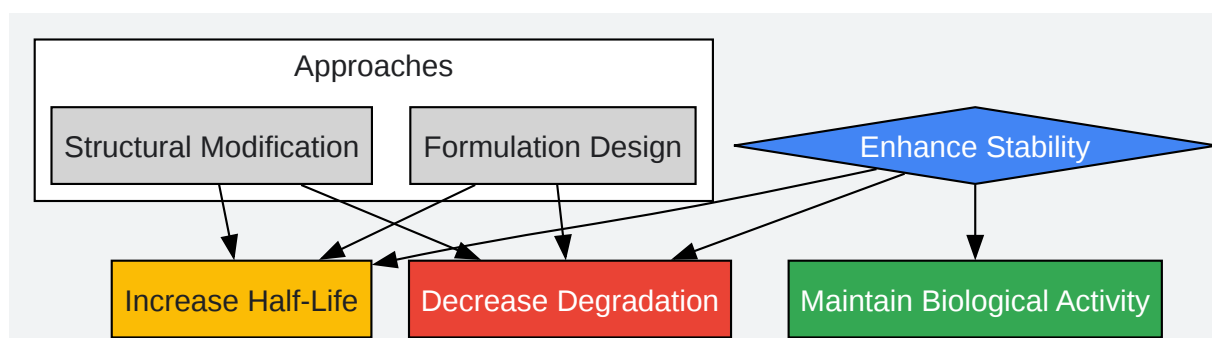 Approaches
Structural Modification
Formulation Design
Enhance Stability
Increase Half-Life
Decrease Degradation
Maintain Biological Activity